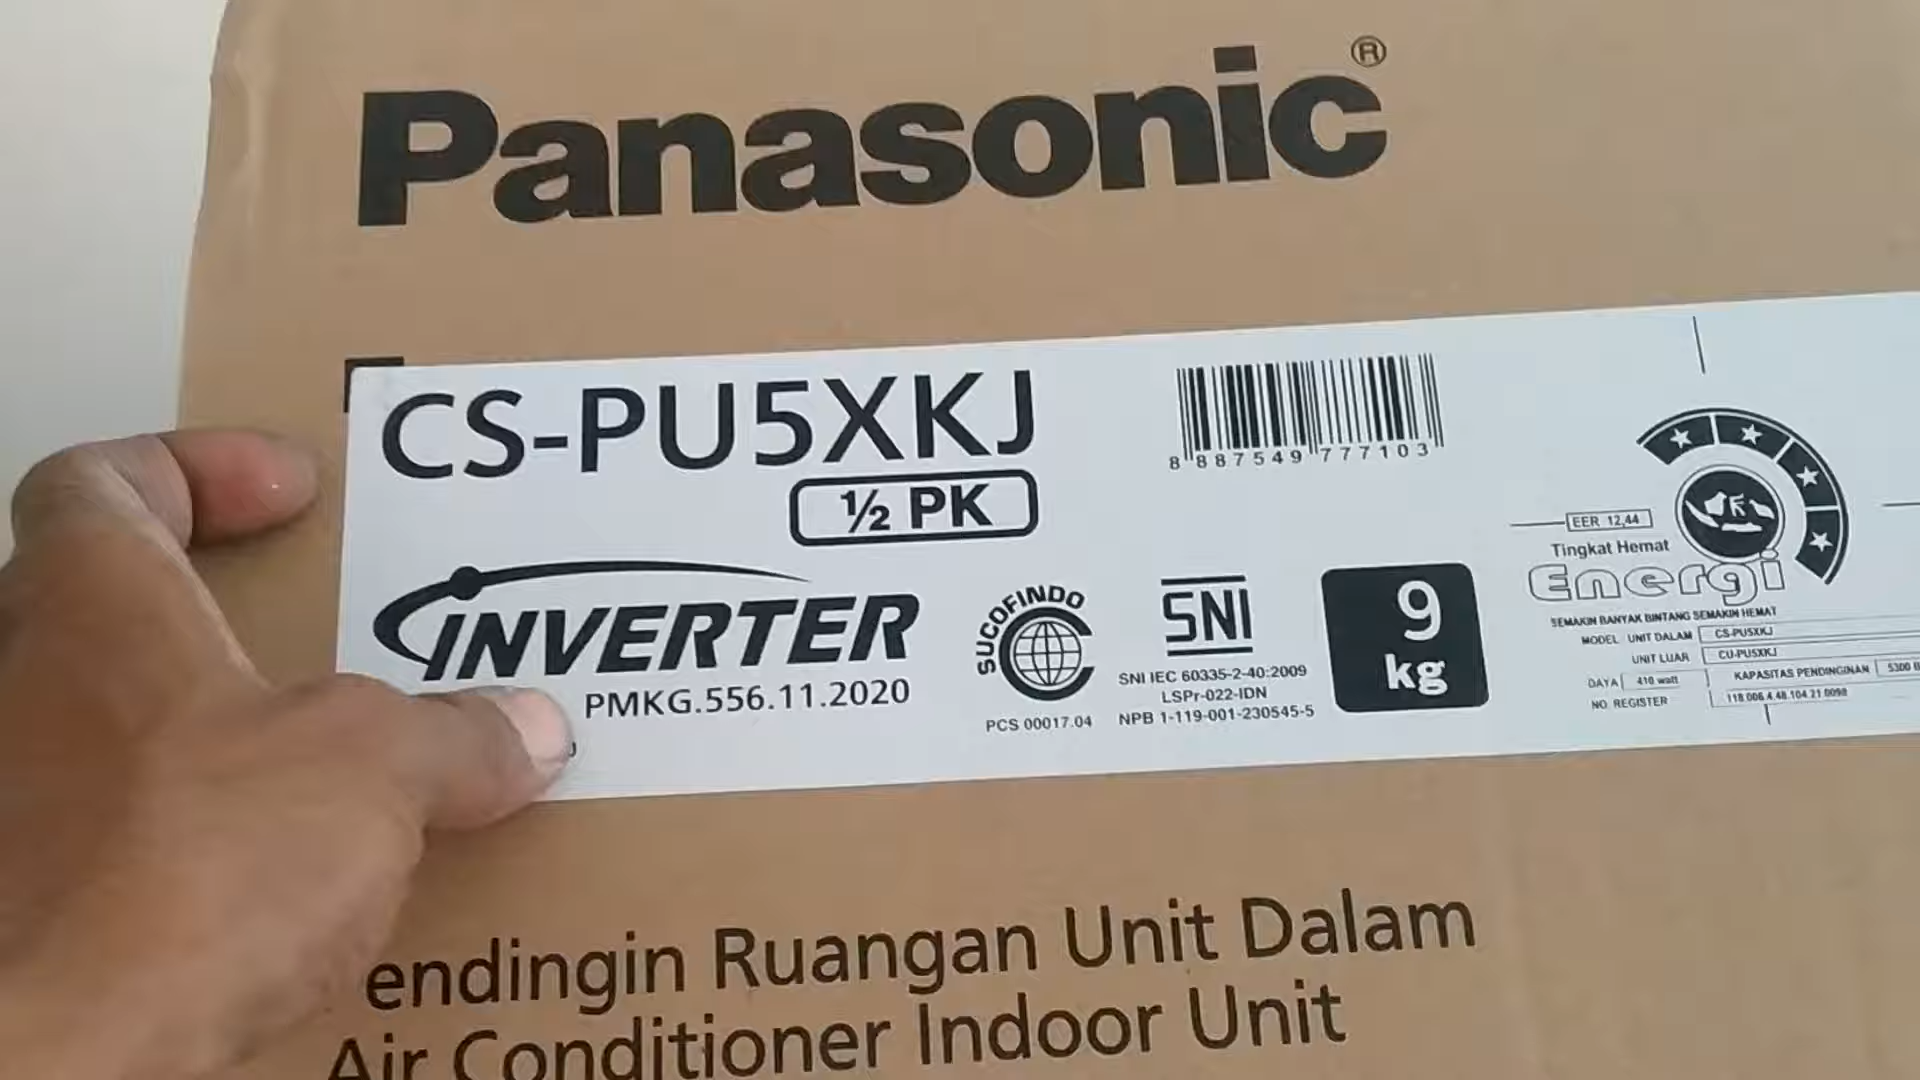 Panasonic®
CS-PU5XKJ
½ PK
INVERTER
PMKG.556.11.2020
8 887549 777103
SUCOFINDO
PCS 00017.04
SNI
SNI IEC 60335-2-40:2009
LSPr-022-IDN
NPB 1-119-001-230545-5
9
kg
EER 12,44
Tingkat Hemat
Energi
SEMAKIN BANYAK BINTANG SEMAKIN HEMAT
MODEL UNIT DALAM CS-PU5XKJ
UNIT LUAR CU-PU5XKJ
DAYA 410 watt KAPASITAS PENDINGINAN 5300
NO. REGISTER 118.006.4.48.104.21.0098
endingin Ruangan Unit Dalam
Air Conditioner Indoor Unit